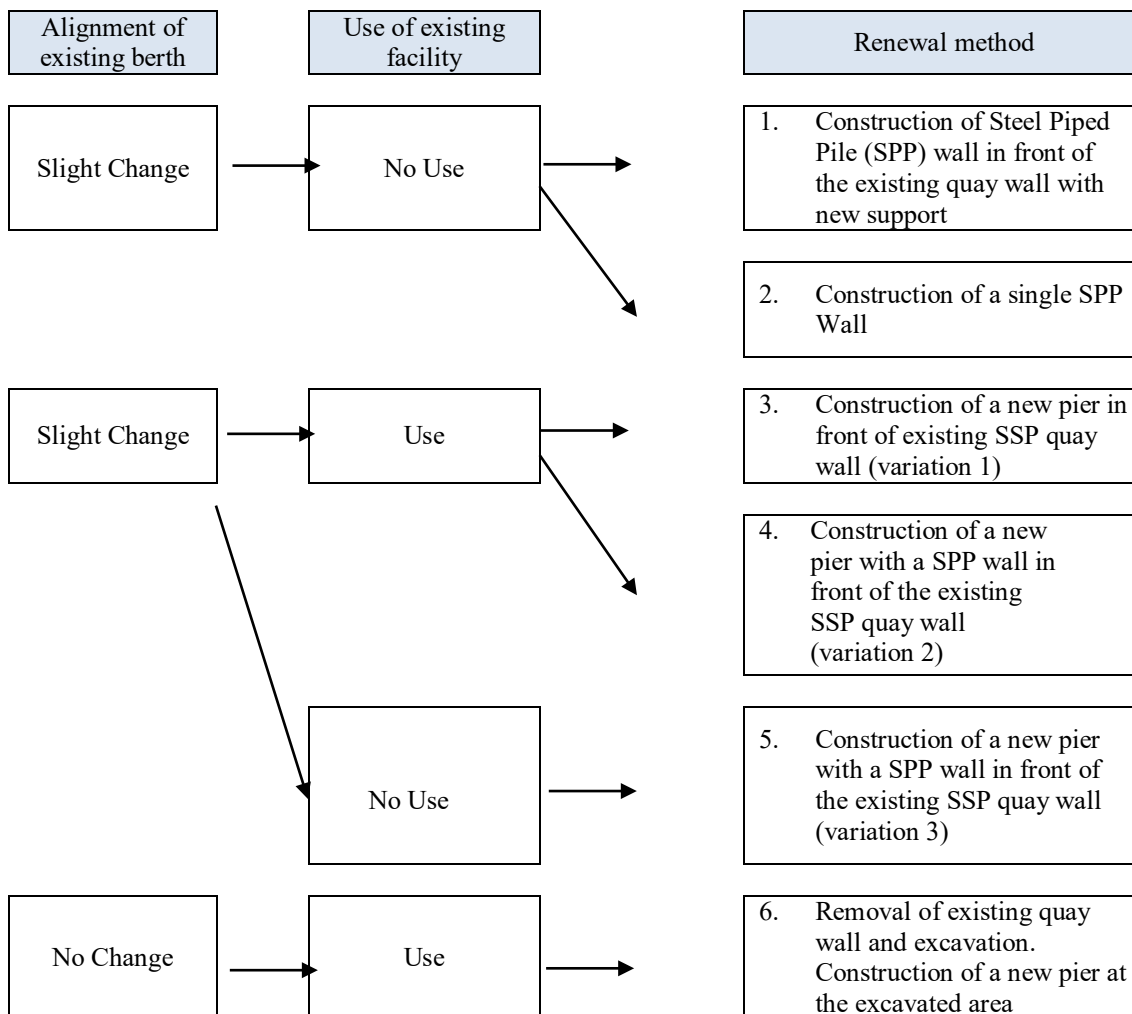 Alignment of
existing berth
Use of existing
facility
Renewal method
Slight Change
No Use
1. Construction of Steel Piped
Pile (SPP) wall in front of
the existing quay wall with
new support
2. Construction of a single SPP
Wall
Slight Change
Use
3. Construction of a new pier in
front of existing SSP quay
wall (variation 1)
4. Construction of a new
pier with a SPP wall in
front of the existing
SSP quay wall
(variation 2)
No Use
5. Construction of a new pier
with a SPP wall in front of
the existing SSP quay wall
(variation 3)
No Change
Use
6. Removal of existing quay
wall and excavation.
Construction of a new pier at
the excavated area